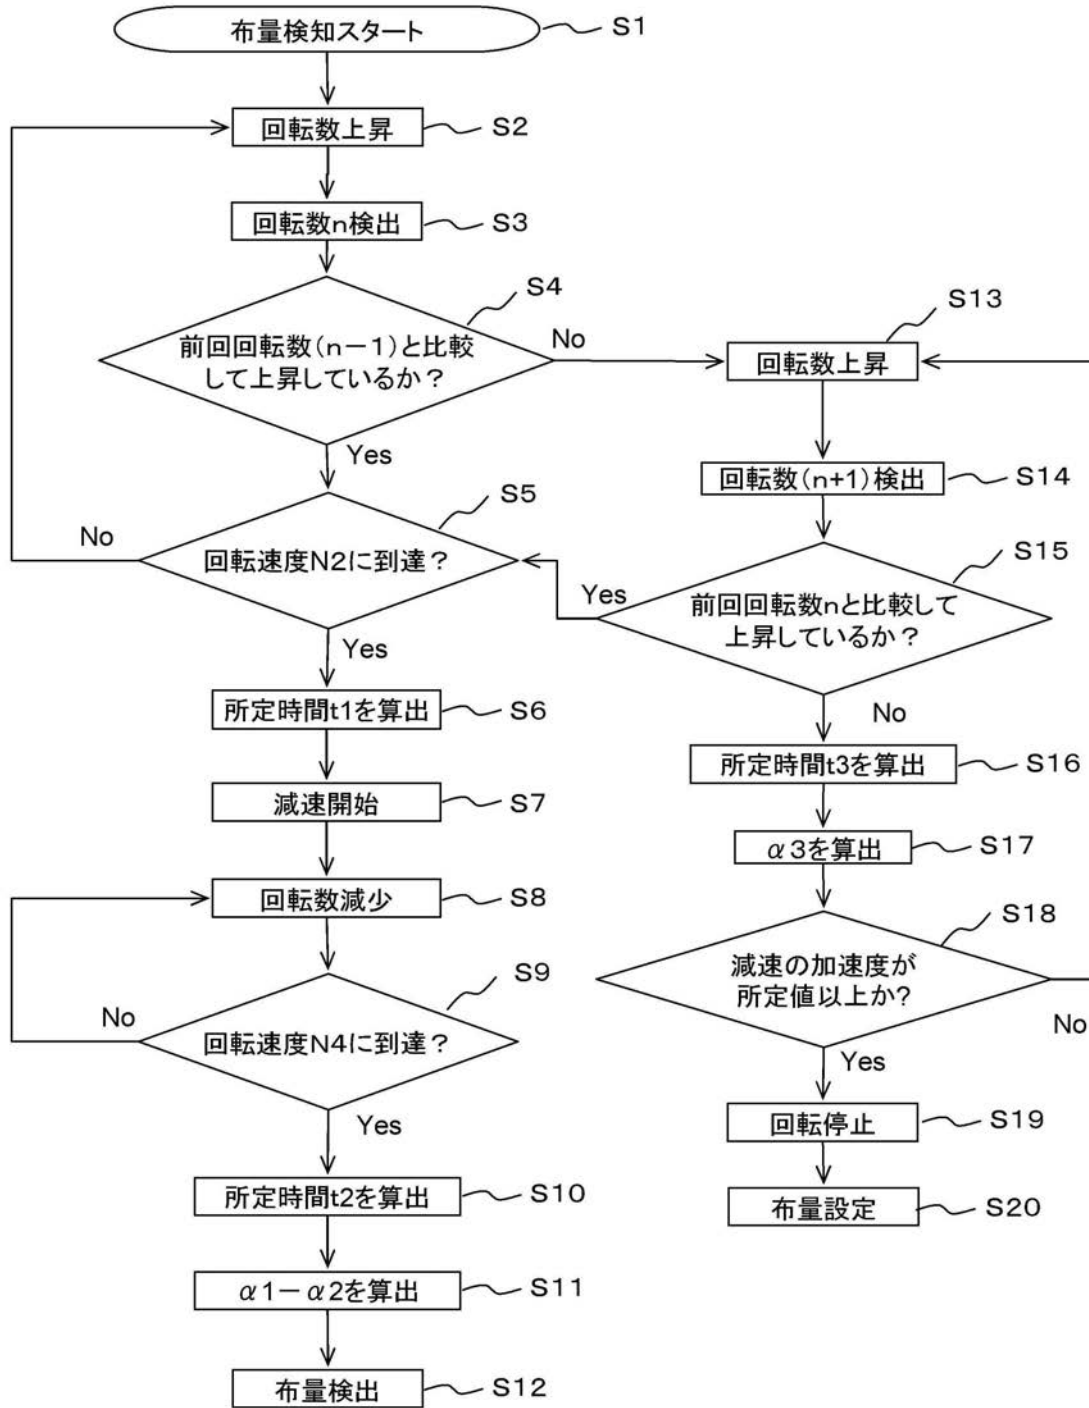 布量検知スタート
S1
回転数上昇
S2
回転数n検出
S3
前回回転数(n－1)と比較
して上昇しているか？
S4
No
Yes
回転速度N2に到達？
S5
No
Yes
所定時間t1を算出
S6
減速開始
S7
回転数減少
S8
回転速度N4に到達？
S9
No
Yes
所定時間t2を算出
S10
α1－α2を算出
S11
布量検出
S12
回転数上昇
S13
回転数(n+1)検出
S14
前回回転数nと比較して
上昇しているか？
S15
Yes
No
所定時間t3を算出
S16
α3を算出
S17
減速の加速度が
所定値以上か?
S18
No
Yes
回転停止
S19
布量設定
S20